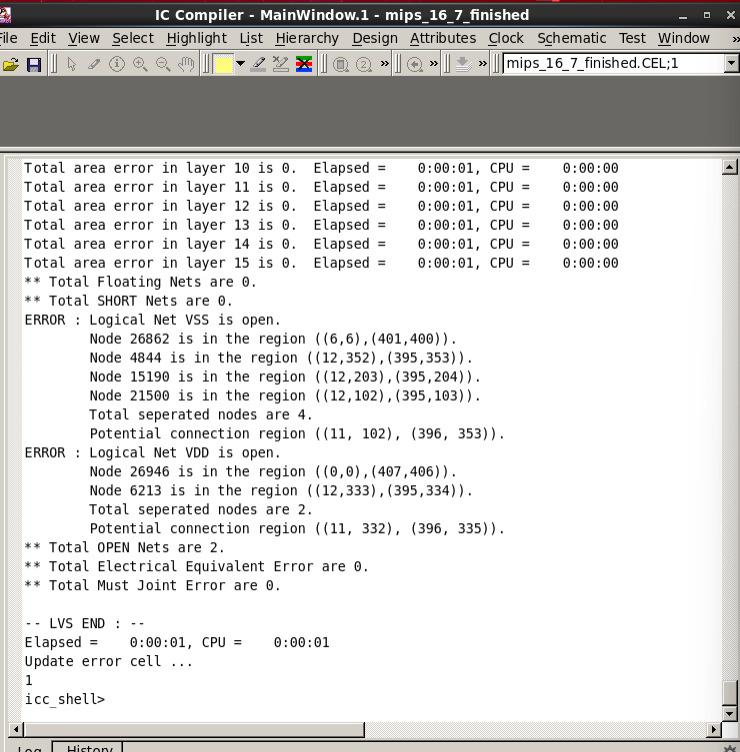 IC Compiler - MainWindow.1 - mips_16_7_finished
File Edit View Select Highlight List Hierarchy Design Attributes Clock Schematic Test Window »
mips_16_7_finished.CEL;1
Total area error in layer 10 is 0.  Elapsed =    0:00:01, CPU =    0:00:00
Total area error in layer 11 is 0.  Elapsed =    0:00:01, CPU =    0:00:00
Total area error in layer 12 is 0.  Elapsed =    0:00:01, CPU =    0:00:00
Total area error in layer 13 is 0.  Elapsed =    0:00:01, CPU =    0:00:00
Total area error in layer 14 is 0.  Elapsed =    0:00:01, CPU =    0:00:00
Total area error in layer 15 is 0.  Elapsed =    0:00:01, CPU =    0:00:00
** Total Floating Nets are 0.
** Total SHORT Nets are 0.
ERROR : Logical Net VSS is open.
        Node 26862 is in the region ((6,6),(401,400)).
        Node 4844 is in the region ((12,352),(395,353)).
        Node 15190 is in the region ((12,203),(395,204)).
        Node 21500 is in the region ((12,102),(395,103)).
        Total seperated nodes are 4.
        Potential connection region ((11, 102), (396, 353)).
ERROR : Logical Net VDD is open.
        Node 26946 is in the region ((0,0),(407,406)).
        Node 6213 is in the region ((12,333),(395,334)).
        Total seperated nodes are 2.
        Potential connection region ((11, 332), (396, 335)).
** Total OPEN Nets are 2.
** Total Electrical Equivalent Error are 0.
** Total Must Joint Error are 0.
-- LVS END : --
Elapsed =    0:00:01, CPU =    0:00:01
Update error cell ...
1
icc_shell>
Log History